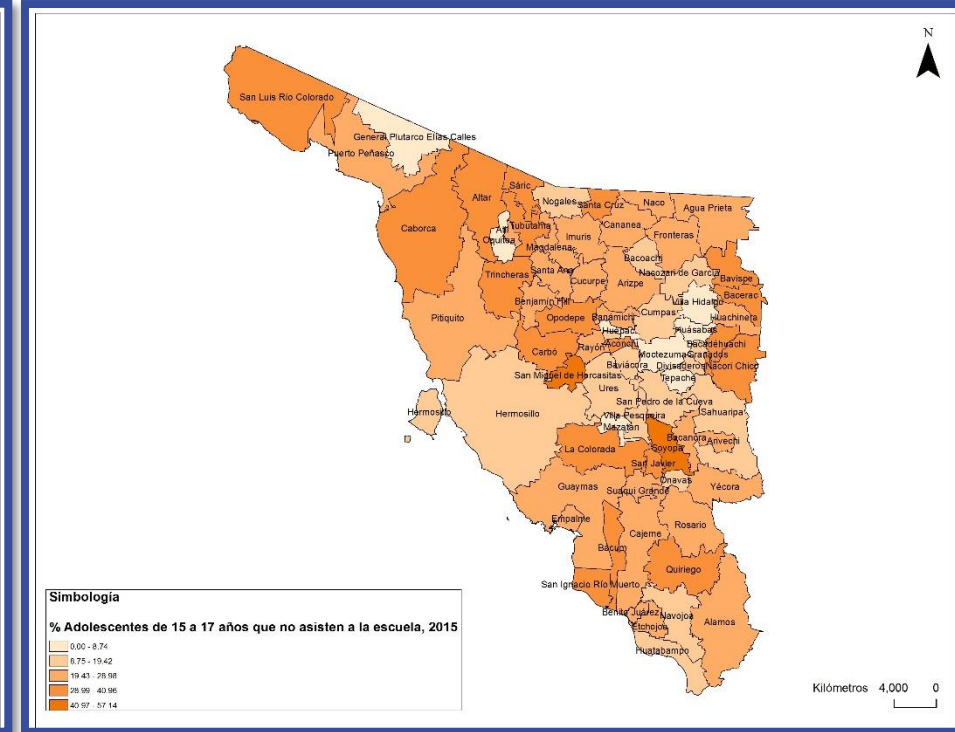 N
San Luis Río Colorado
General Plutarco Elías Calles
Puerto Peñasco
Sáric
Altar
Nogales
Santa Cruz
Naco
Agua Prieta
Caborca
Tubutama
Cananea
Atil
Oquitoa
Imuris
Fronteras
Magdalena
Bacoachi
Nacozari de García
Trincheras
Santa Ana
Cucurpe
Arizpe
Bavispe
Bacerac
Villa Hidalgo
Benjamín Hill
Pitiquito
Opodepe
Banámichi
Cumpas
Huachinera
Huépac
Huásabas
Carbó
Rayón
Aconchi
Bacadéhuachi
Moctezuma
Granados
Baviácora
Divisaderos
Nácori Chico
San Miguel de Horcasitas
Tepache
Ures
San Pedro de la Cueva
Hermosillo
Hermosillo
Villa Pesqueira
Sahuaripa
Mazatán
Bacanora
Arivechi
La Colorada
Soyopa
San Javier
Onavas
Guaymas
Suaqui Grande
Yécora
Empalme
Cajeme
Rosario
Bácum
Quiriego
San Ignacio Río Muerto
Benito Juárez
Navojoa
Alamos
Etchojoa
Huatabampo
Simbología
% Adolescentes de 15 a 17 años que no asisten a la escuela, 2015
0.00 - 8.74
8.75 - 19.42
19.43 - 28.98
28.99 - 40.96
40.97 - 57.14
Kilómetros 4,000 0